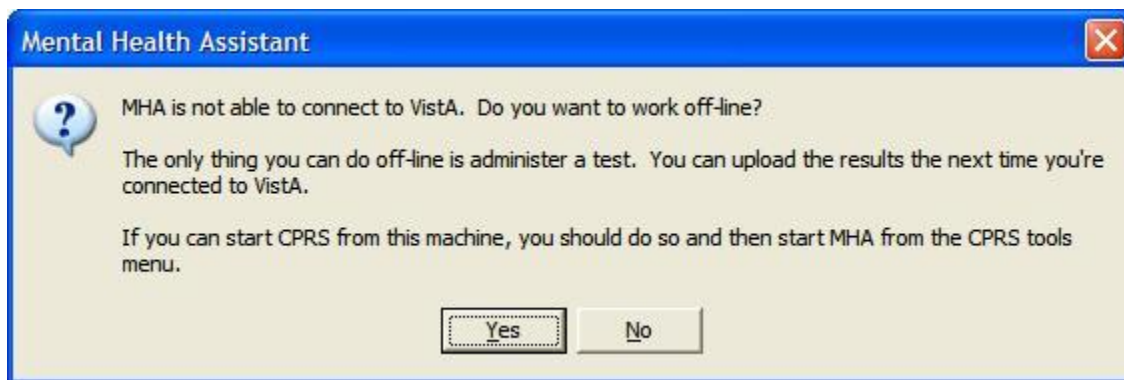 Mental Health Assistant
MHA is not able to connect to VistA. Do you want to work off-line?
The only thing you can do off-line is administer a test. You can upload the results the next time you're
connected to VistA.
If you can start CPRS from this machine, you should do so and then start MHA from the CPRS tools
menu.
Yes No